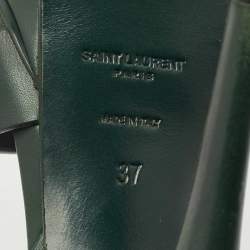 SAINT LAURENT
PARIS
MADE IN ITALY
37